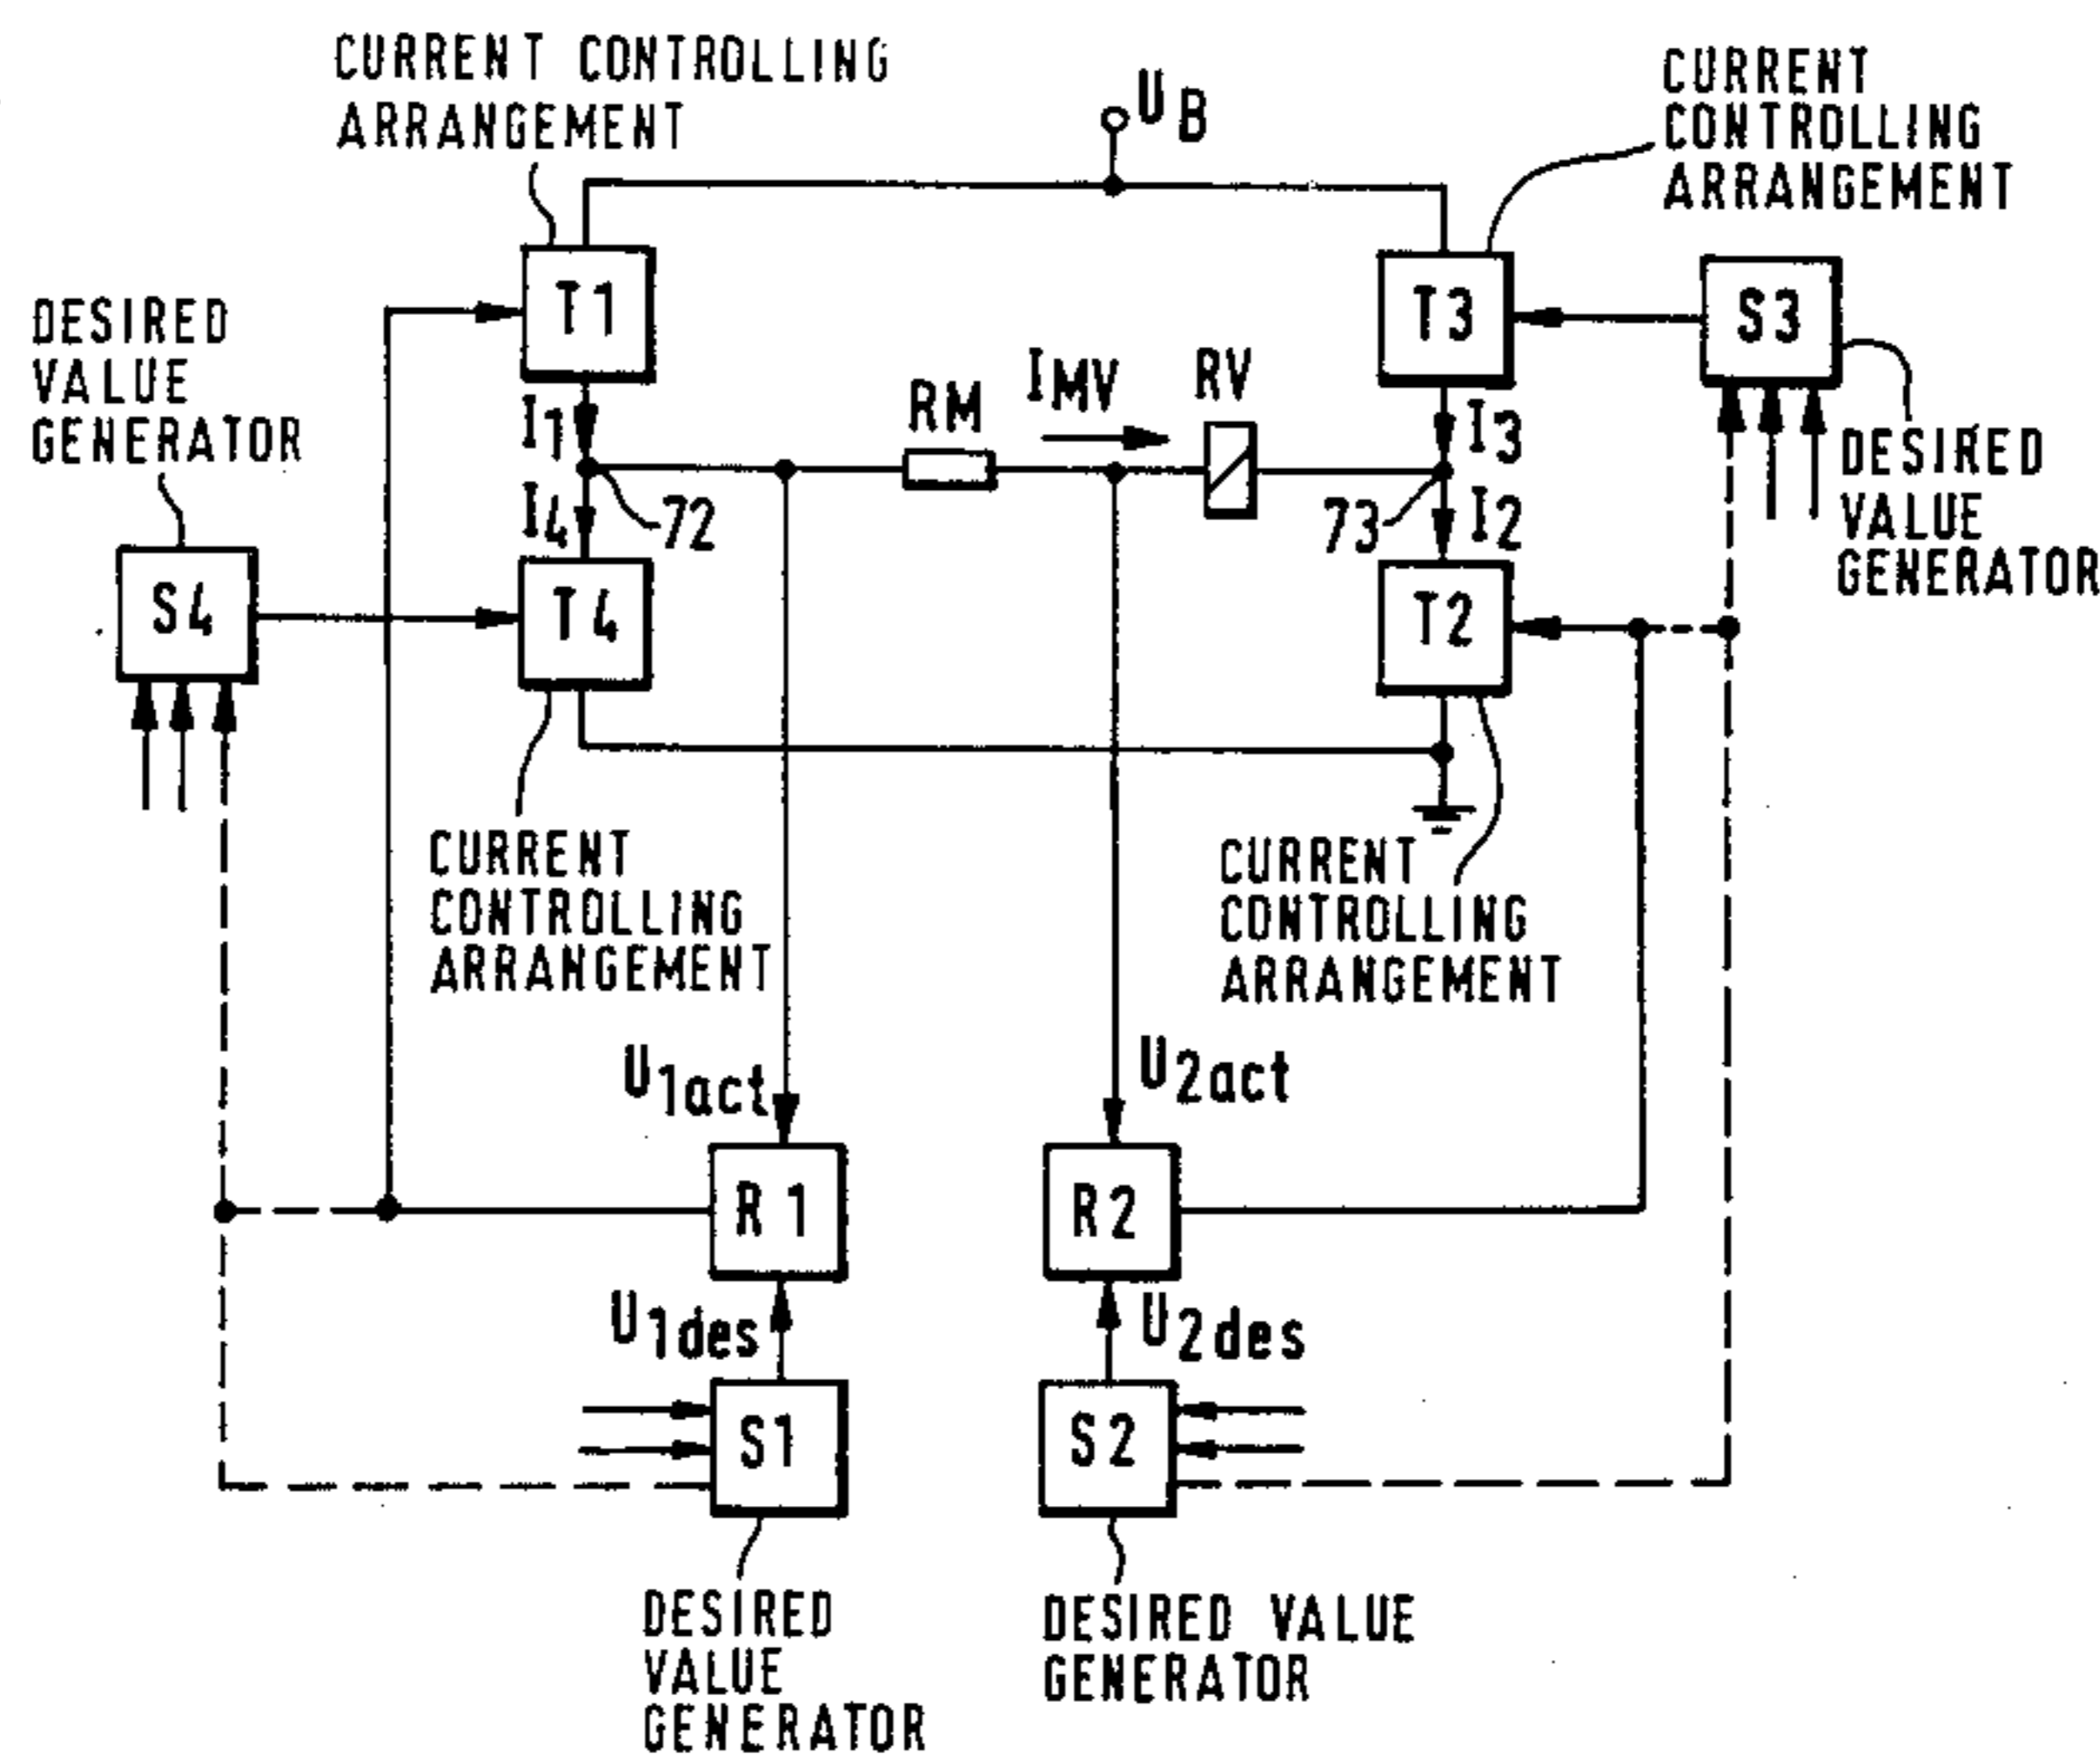 CURRENT CONTROLLING
ARRANGEMENT
UB
CURRENT
CONTROLLING
ARRANGEMENT
T1
T3
S3
DESIRED
VALUE
GENERATOR
I1
RM
IMV
RV
I3
DESIRED
VALUE
GENERATOR
I4
72
73
I2
S4
T4
T2
CURRENT
CONTROLLING
ARRANGEMENT
CURRENT
CONTROLLING
ARRANGEMENT
U1act
U2act
R1
R2
U1des
U2des
S1
S2
DESIRED
VALUE
GENERATOR
DESIRED VALUE
GENERATOR